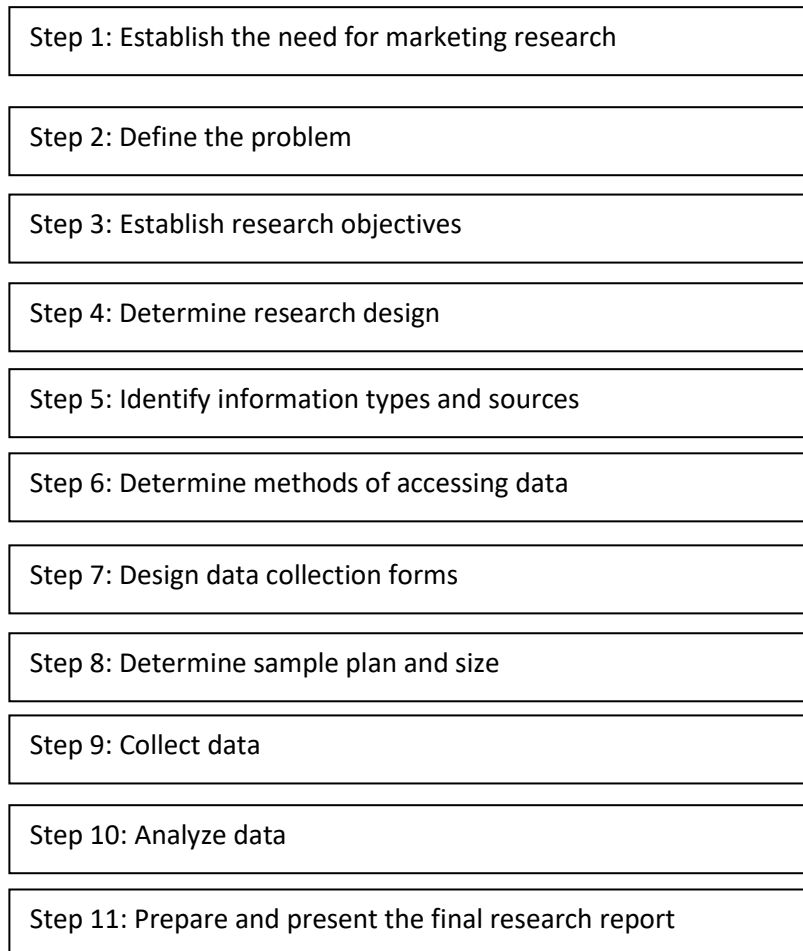 Step 1: Establish the need for marketing research
Step 2: Define the problem
Step 3: Establish research objectives
Step 4: Determine research design
Step 5: Identify information types and sources
Step 6: Determine methods of accessing data
Step 7: Design data collection forms
Step 8: Determine sample plan and size
Step 9: Collect data
Step 10: Analyze data
Step 11: Prepare and present the final research report